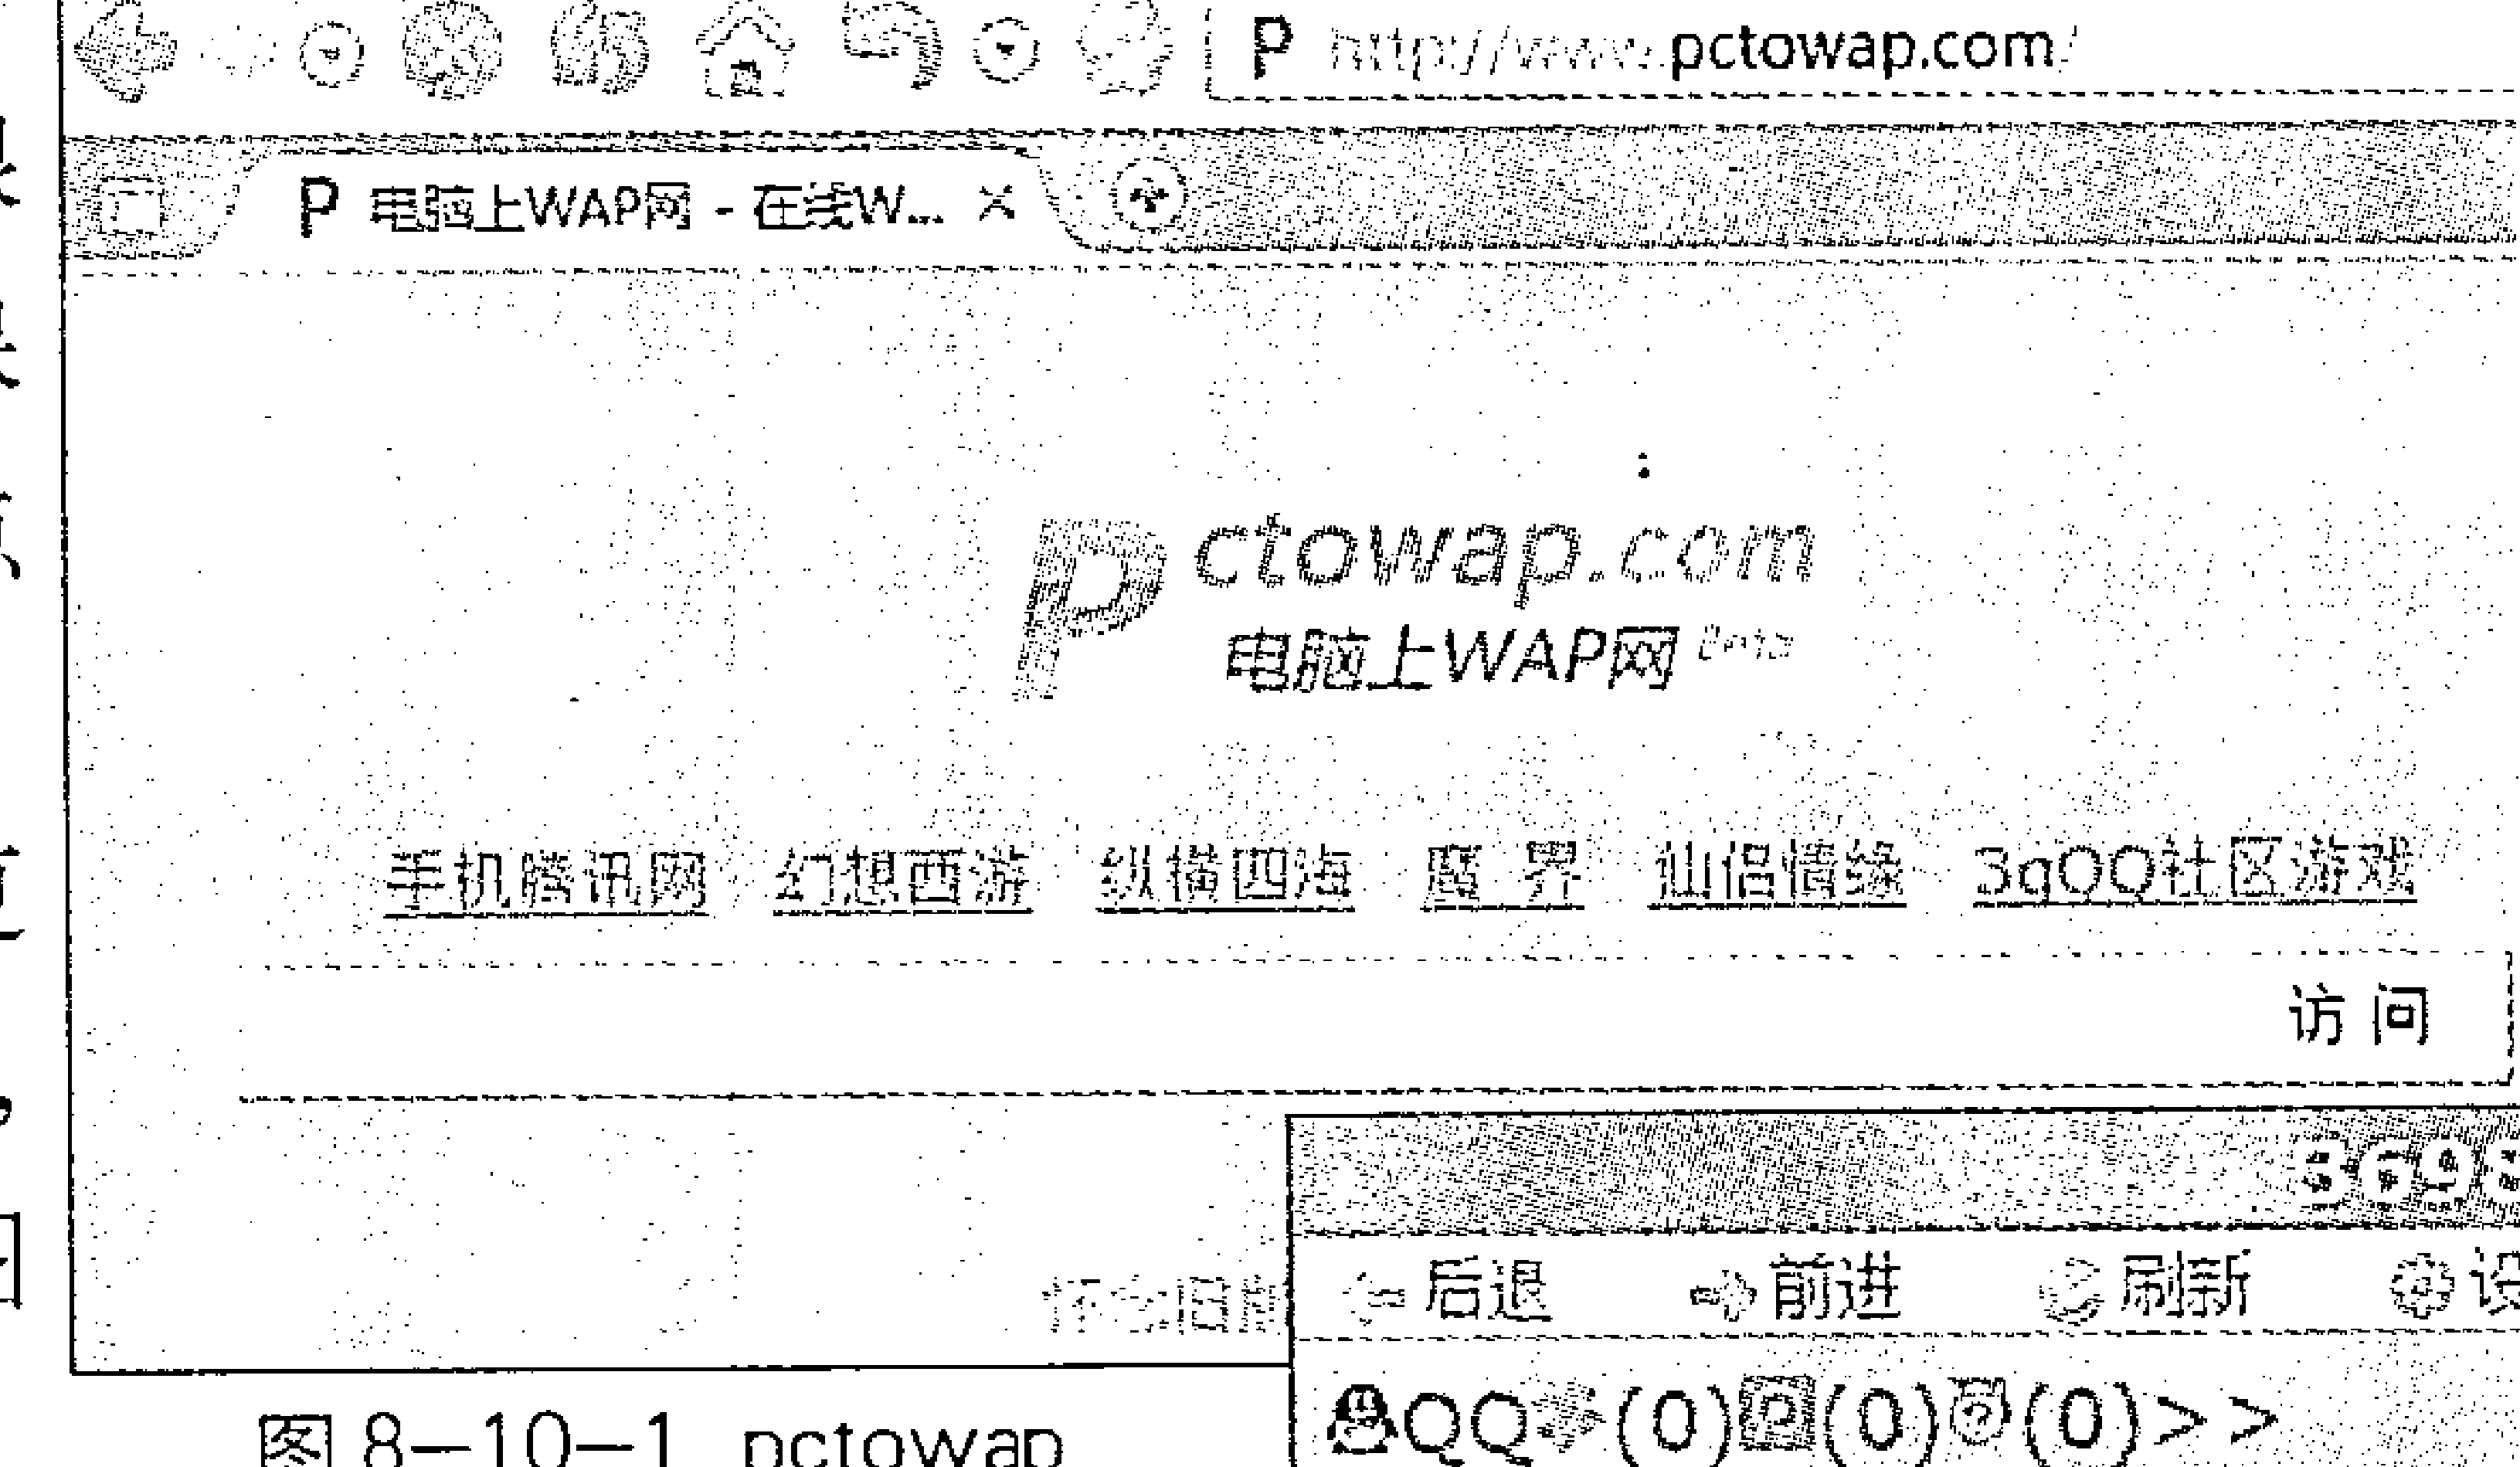 P http://www.pctowap.com/
P 电脑上WAP网 - 在线W... ×
Pctowap.com
电脑上WAP网 Beta
手机腾讯网 幻想西游 纵横四海 魔 界 仙侣情缘 3gQQ社区游戏
访 问
后退 前进 刷新 设
QQ (0) (0) (0)>>
图 8-10-1 pctowap